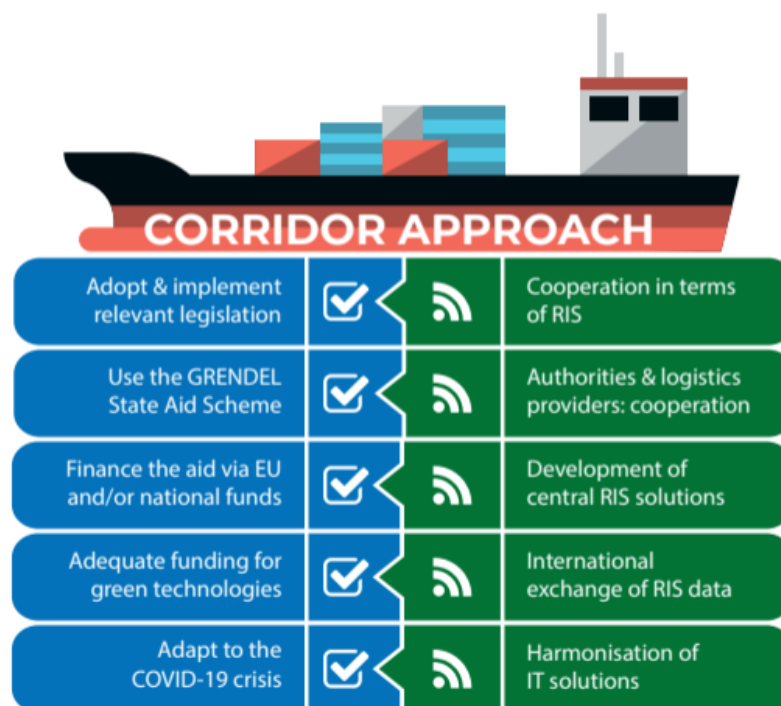 CORRIDOR APPROACH
Adopt & implement
relevant legislation
Cooperation in terms
of RIS
Use the GRENDEL
State Aid Scheme
Authorities & logistics
providers: cooperation
Finance the aid via EU
and/or national funds
Development of
central RIS solutions
Adequate funding for
green technologies
International
exchange of RIS data
Adapt to the
COVID-19 crisis
Harmonisation of
IT solutions